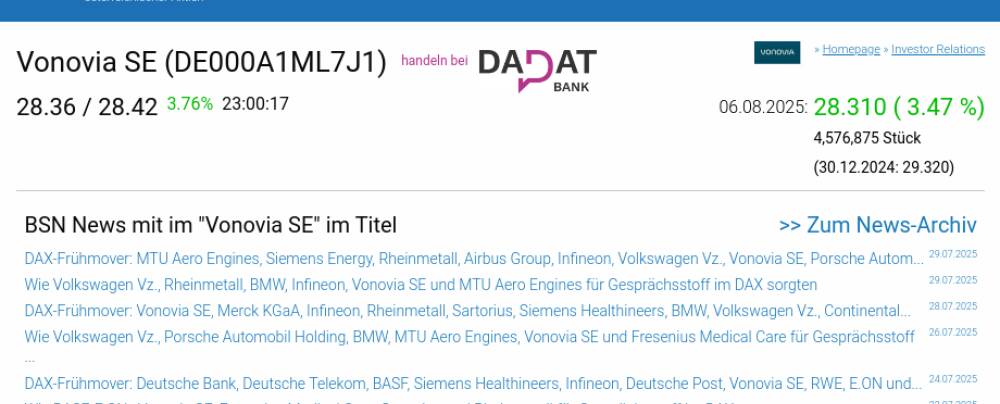 Vonovia SE (DE000A1ML7J1) handeln bei DADAT BANK
VONOVIA » Homepage » Investor Relations
28.36 / 28.42 3.76% 23:00:17
06.08.2025: 28.310 ( 3.47 %)
4,576,875 Stück
(30.12.2024: 29.320)
BSN News mit im "Vonovia SE" im Titel
>> Zum News-Archiv
DAX-Frühmover: MTU Aero Engines, Siemens Energy, Rheinmetall, Airbus Group, Infineon, Volkswagen Vz., Vonovia SE, Porsche Autom... 29.07.2025
Wie Volkswagen Vz., Rheinmetall, BMW, Infineon, Vonovia SE und MTU Aero Engines für Gesprächsstoff im DAX sorgten 29.07.2025
DAX-Frühmover: Vonovia SE, Merck KGaA, Infineon, Rheinmetall, Sartorius, Siemens Healthineers, BMW, Volkswagen Vz., Continental... 28.07.2025
Wie Volkswagen Vz., Porsche Automobil Holding, BMW, MTU Aero Engines, Vonovia SE und Fresenius Medical Care für Gesprächsstoff 26.07.2025
...
DAX-Frühmover: Deutsche Bank, Deutsche Telekom, BASF, Siemens Healthineers, Infineon, Deutsche Post, Vonovia SE, RWE, E.ON und... 24.07.2025